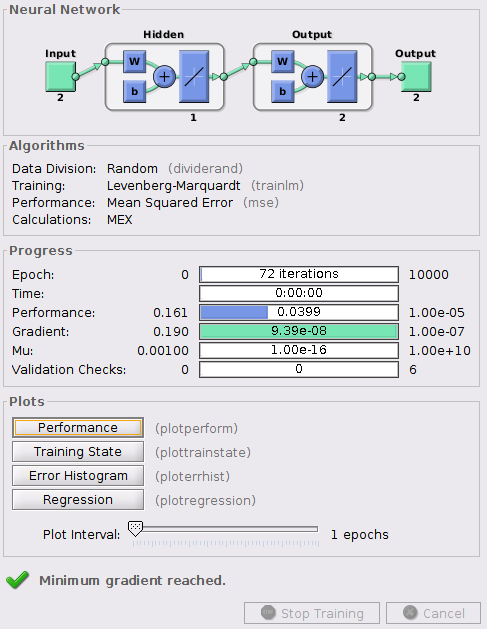 Neural Network
Hidden Output
Input Output
W W
b b
2 1 2 2
Algorithms
Data Division: Random (dividerand)
Training: Levenberg-Marquardt (trainlm)
Performance: Mean Squared Error (mse)
Calculations: MEX
Progress
Epoch: 0 72 iterations 10000
Time: 0:00:00
Performance: 0.161 0.0399 1.00e-05
Gradient: 0.190 9.39e-08 1.00e-07
Mu: 0.00100 1.00e-16 1.00e+10
Validation Checks: 0 0 6
Plots
Performance (plotperform)
Training State (plottrainstate)
Error Histogram (ploterrhist)
Regression (plotregression)
Plot Interval: 1 epochs
Minimum gradient reached.
Stop Training Cancel